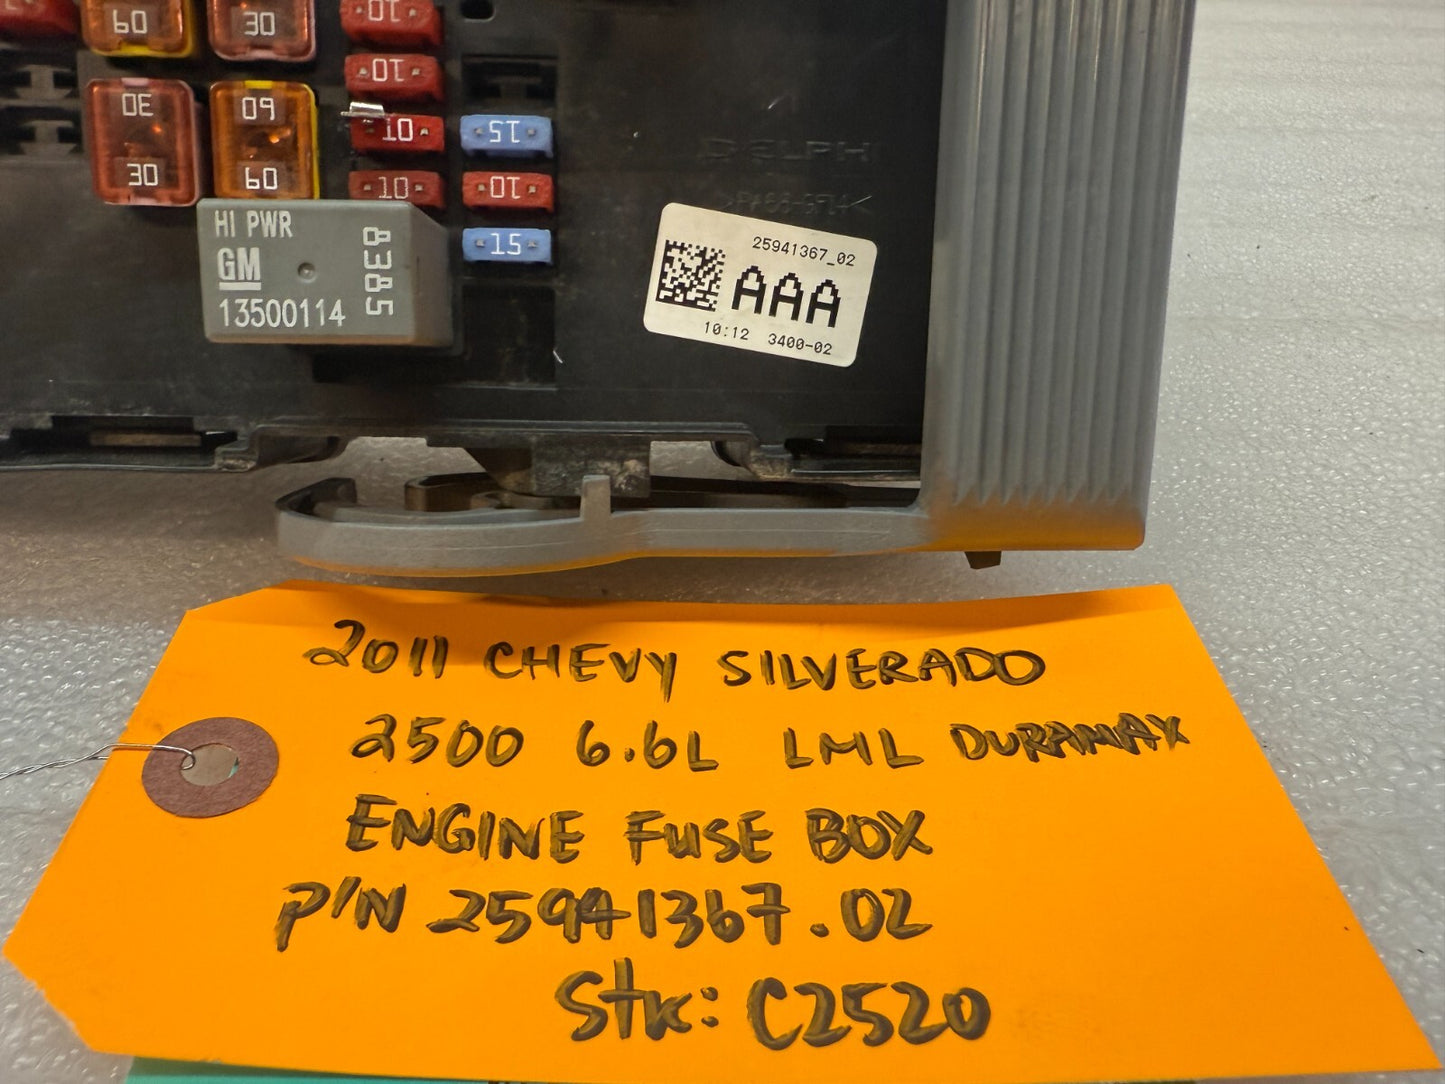 60
30
10
10
30
60
10
15
30
60
10
10
15
HI PWR
GM
8385
13500114
DELPHI
>PA66-GF14<
25941367_02
AAA
10:12 3400-02
2011 CHEVY SILVERADO
2500 6.6L LML DURAMAX
ENGINE FUSE BOX
P/N 25941367.02
Stk: C2520